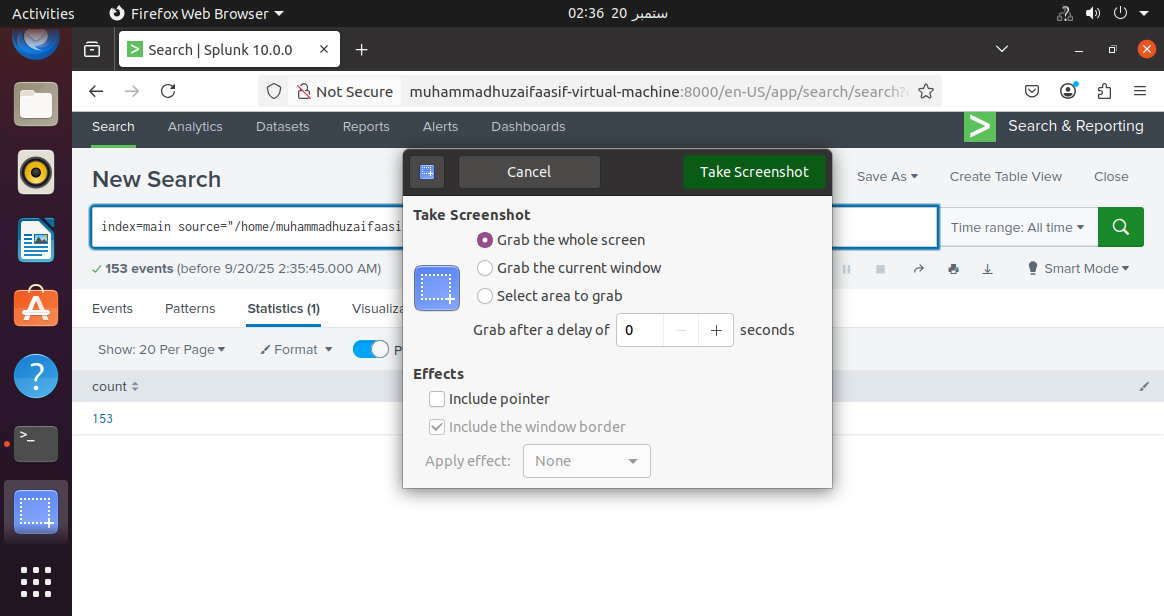 Activities Firefox Web Browser 02:36 20 ستمبر
Search | Splunk 10.0.0
Not Secure muhammadhuzaifaasif-virtual-machine:8000/en-US/app/search/search?
Search Analytics Datasets Reports Alerts Dashboards Search & Reporting
New Search
Save As Create Table View Close
index=main source="/home/muhammadhuzaifaasi
Time range: All time
153 events (before 9/20/25 2:35:45.000 AM)
Smart Mode
Events Patterns Statistics (1) Visualiza
Show: 20 Per Page Format P
count
153
Cancel Take Screenshot
Take Screenshot
Grab the whole screen
Grab the current window
Select area to grab
Grab after a delay of 0 seconds
Effects
Include pointer
Include the window border
Apply effect: None